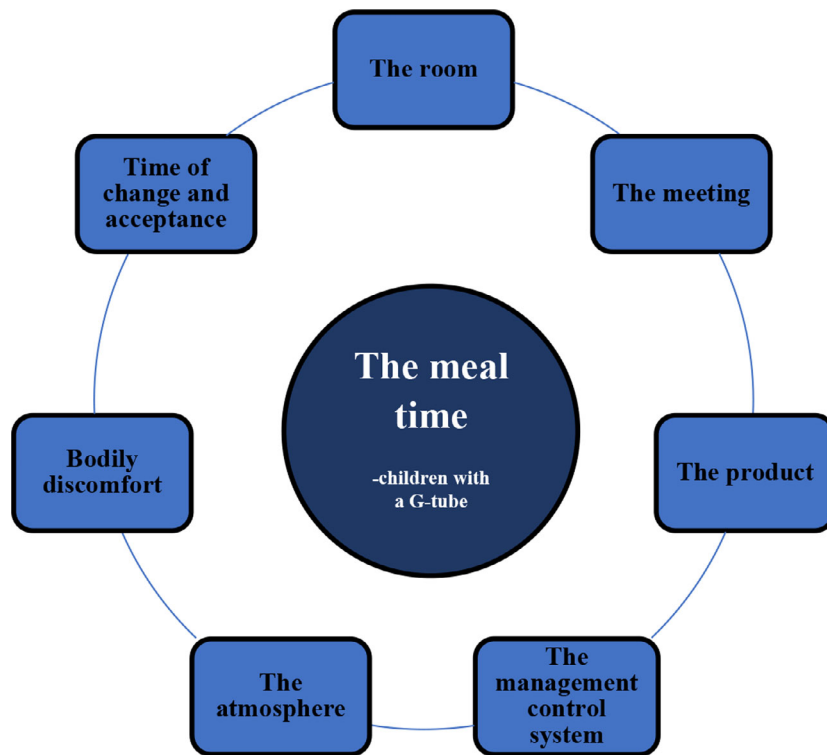 The room
The meeting
The product
The
management
control
system
The
atmosphere
Bodily
discomfort
Time of
change and
acceptance
The meal
time
-children with
a G-tube